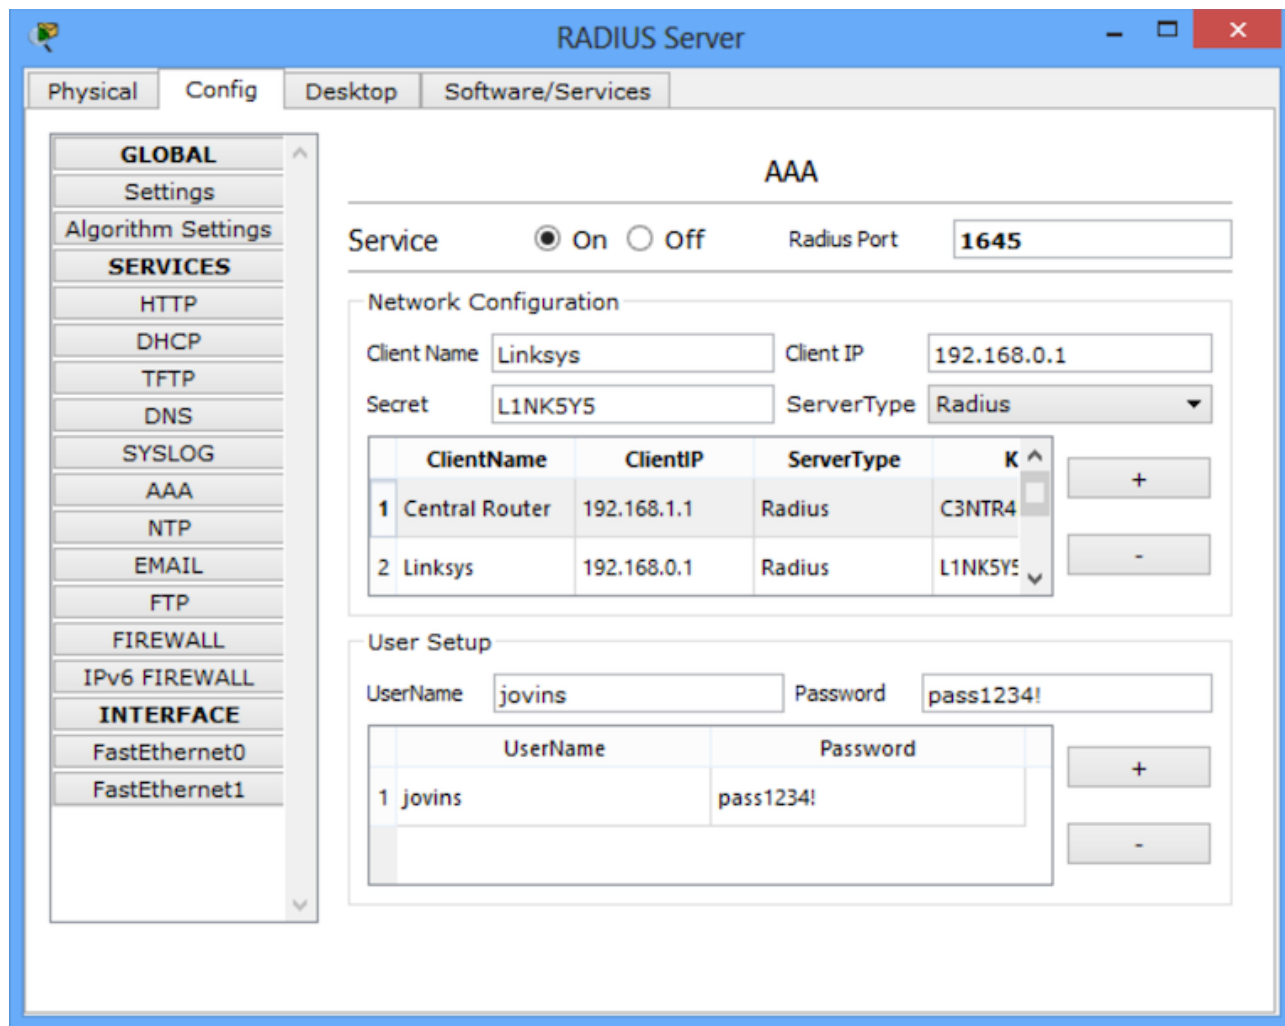 RADIUS Server
Physical Config Desktop Software/Services
GLOBAL
Settings
Algorithm Settings
SERVICES
HTTP
DHCP
TFTP
DNS
SYSLOG
AAA
NTP
EMAIL
FTP
FIREWALL
IPv6 FIREWALL
INTERFACE
FastEthernet0
FastEthernet1
AAA
Service On Off Radius Port 1645
Network Configuration
Client Name Linksys Client IP 192.168.0.1
Secret L1NK5Y5 ServerType Radius
ClientName ClientIP ServerType K
1 Central Router 192.168.1.1 Radius C3NTR4
2 Linksys 192.168.0.1 Radius L1NK5Y5
+
-
User Setup
UserName jovins Password pass1234!
UserName Password
1 jovins pass1234!
+
-